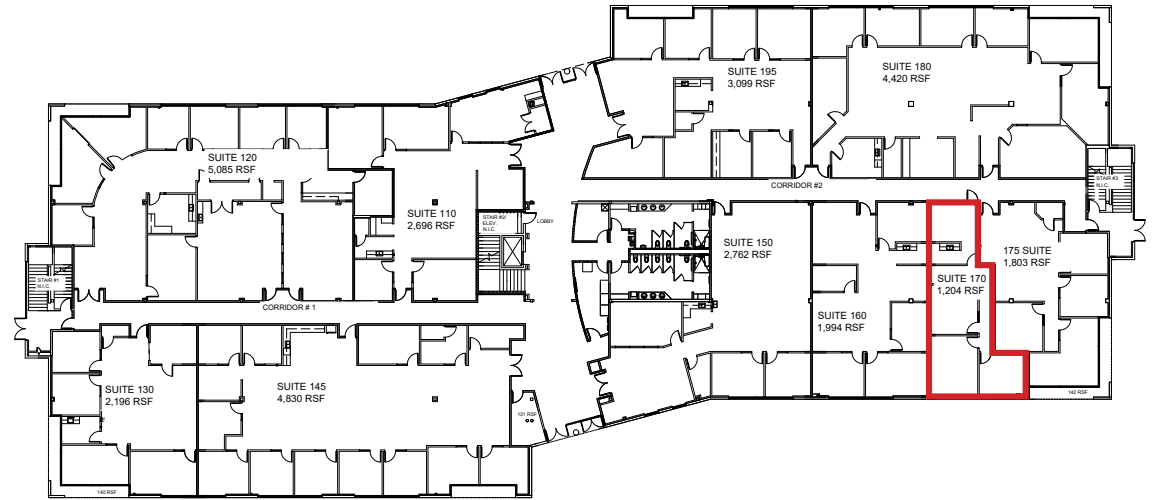 SUITE 195
3,099 RSF
SUITE 180
4,420 RSF
SUITE 120
5,085 RSF
CORRIDOR #2
STAIR #3
N.I.C.
SUITE 110
2,696 RSF
STAIR #2/
ELEV.
N.I.C.
LOBBY
SUITE 150
2,762 RSF
175 SUITE
1,803 RSF
SUITE 170
1,204 RSF
STAIR #1
N.I.C.
CORRIDOR # 1
SUITE 160
1,994 RSF
SUITE 130
2,196 RSF
SUITE 145
4,830 RSF
142 RSF
131 RSF
140 RSF